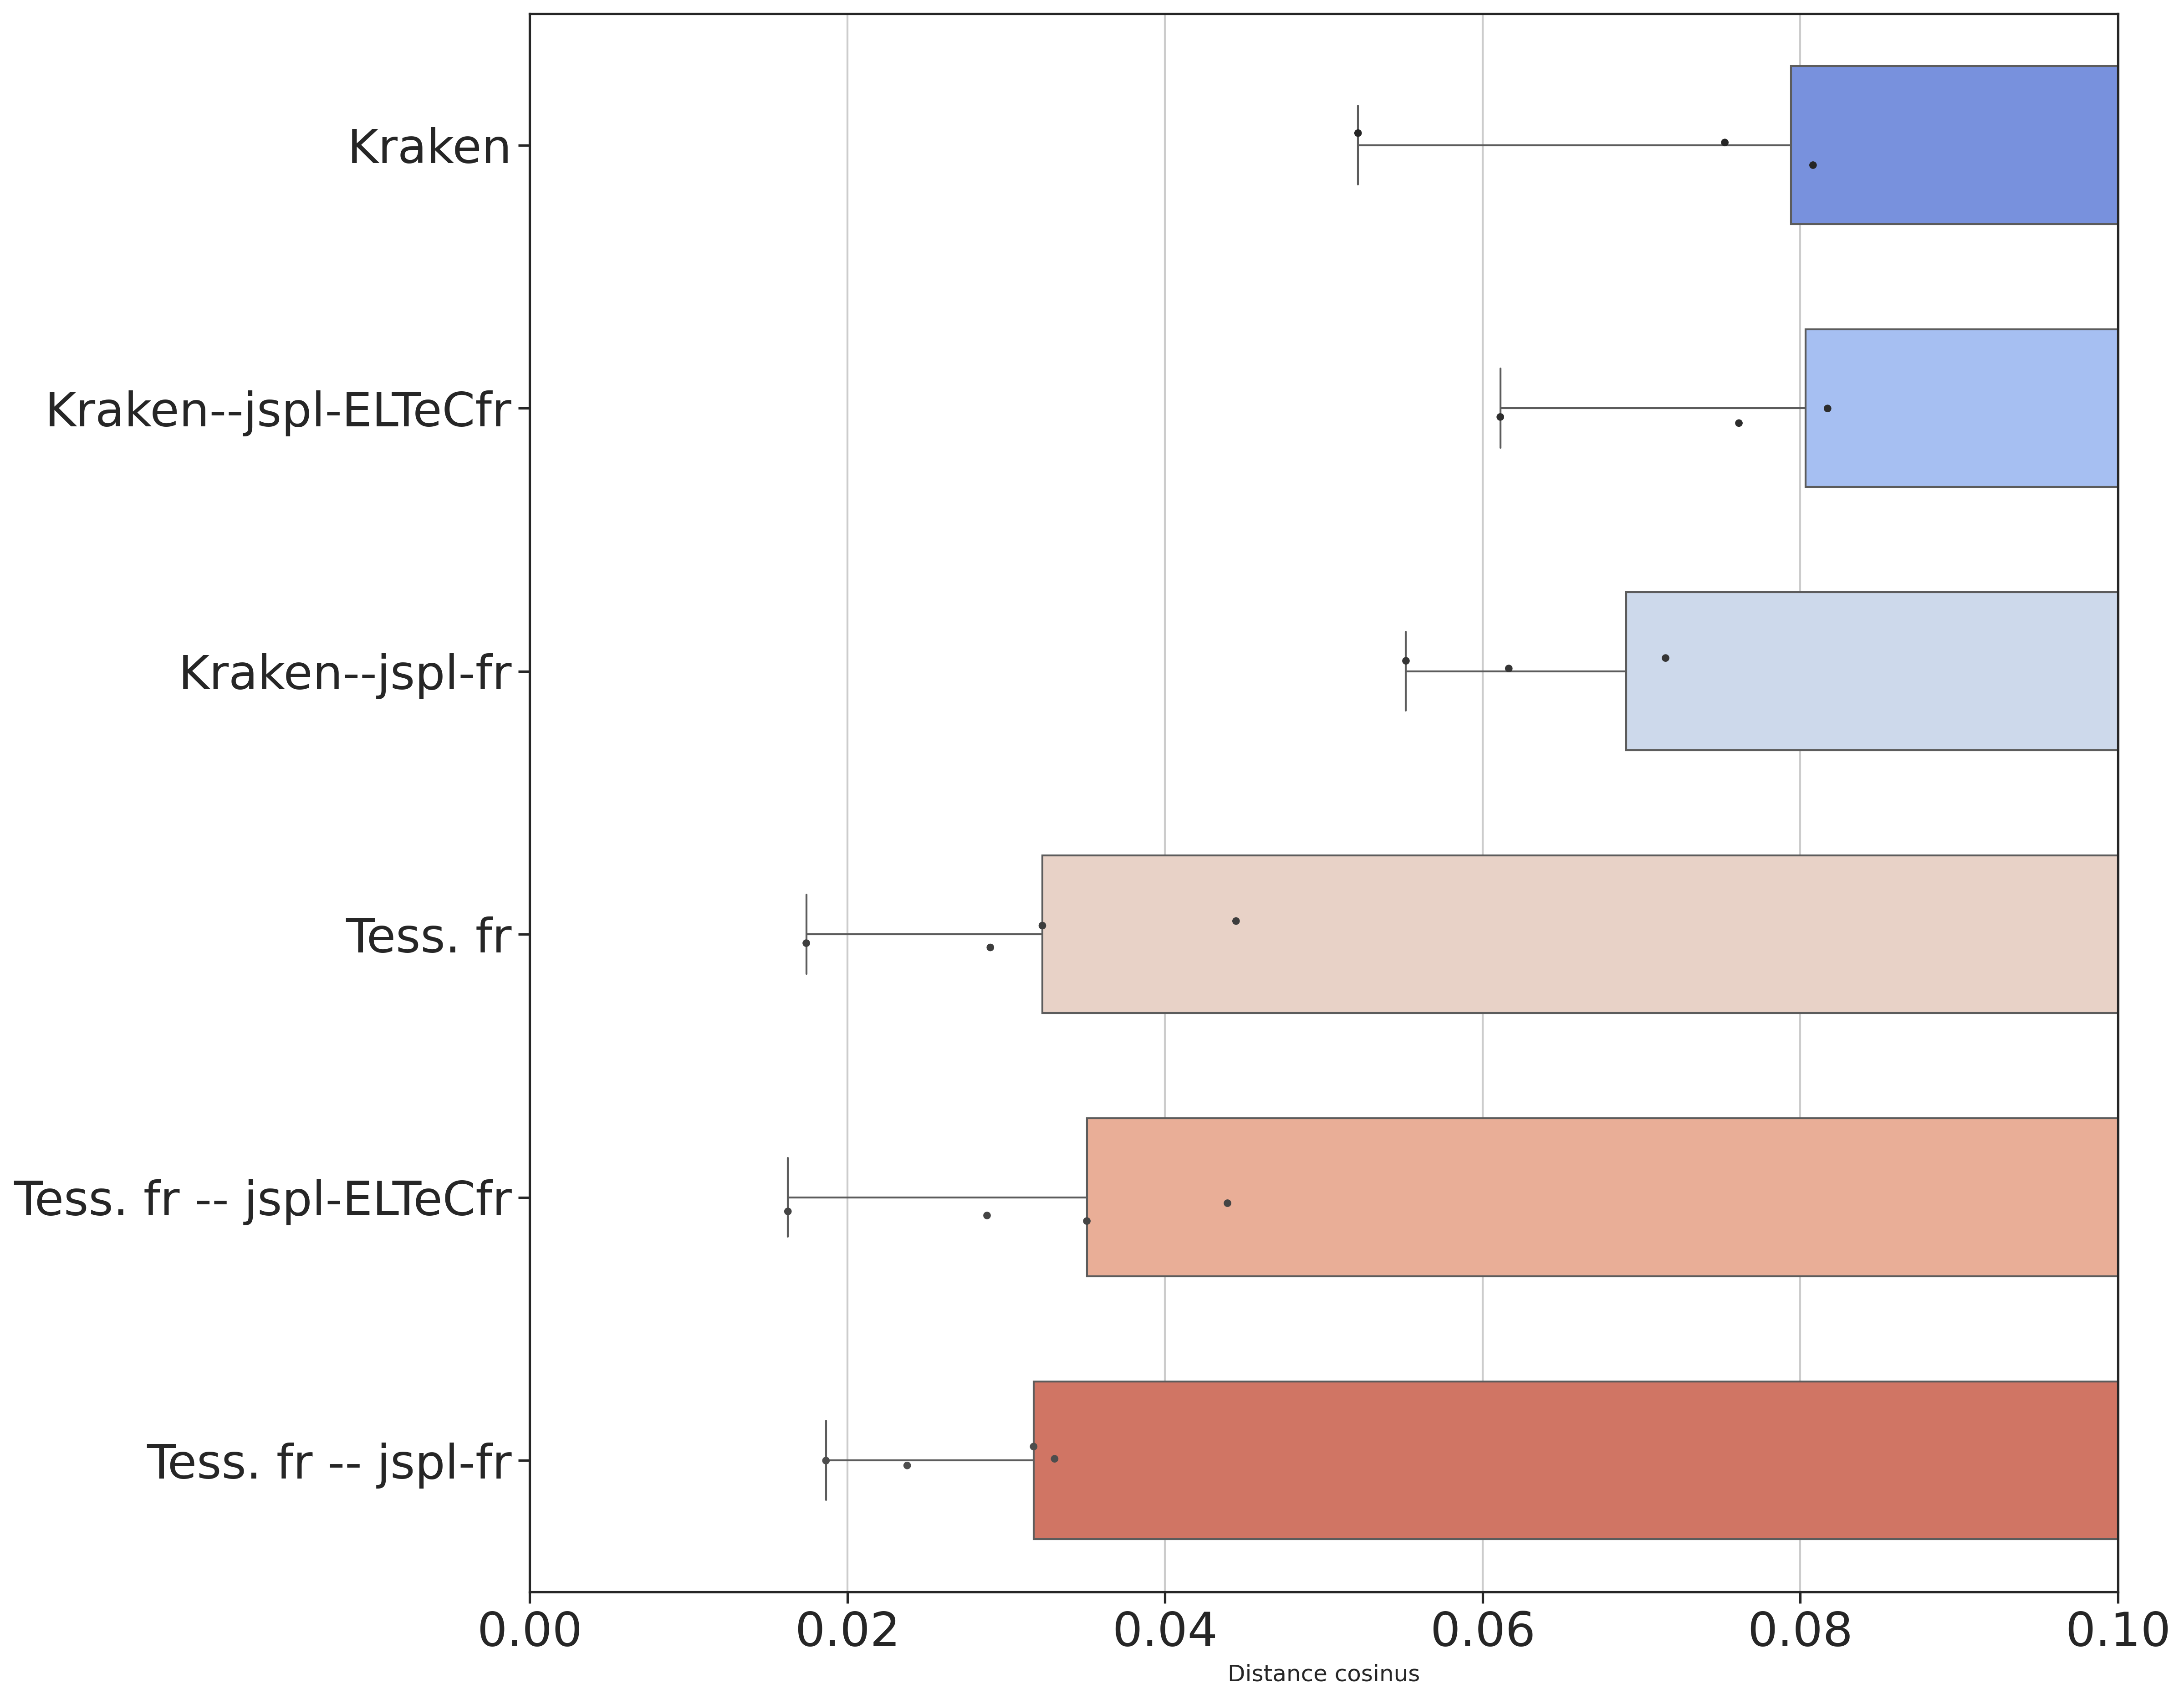 Kraken
Kraken--jspl-ELTeCfr
Kraken--jspl-fr
Tess. fr
Tess. fr -- jspl-ELTeCfr
Tess. fr -- jspl-fr
0.00 0.02 0.04 0.06 0.08 0.10
Distance cosinus